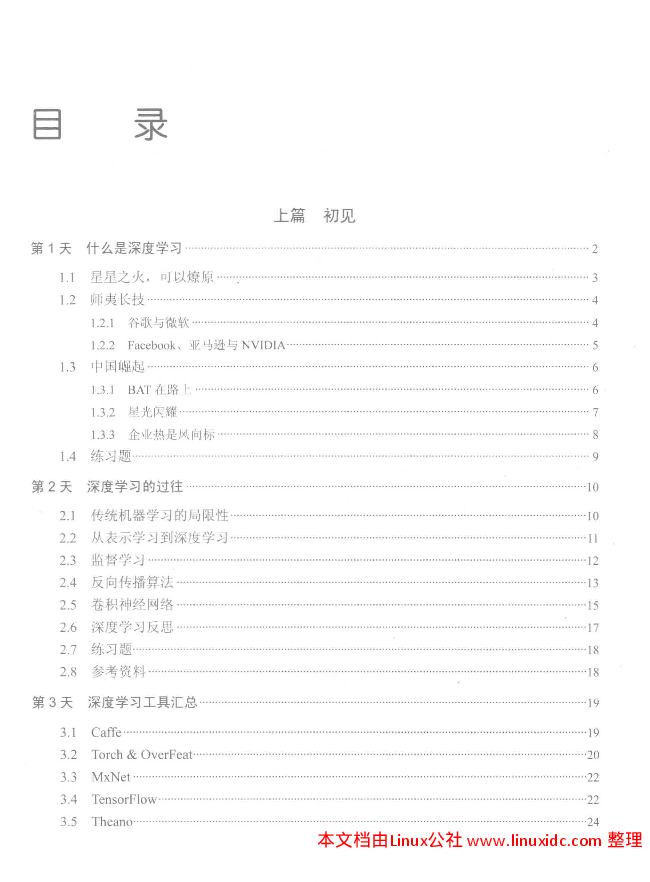 目 录
上篇 初见
第 1 天 什么是深度学习 2
1.1 星星之火，可以燎原 3
1.2 师夷长技 4
1.2.1 谷歌与微软 4
1.2.2 Facebook、亚马逊与 NVIDIA 5
1.3 中国崛起 6
1.3.1 BAT 在路上 6
1.3.2 星光闪耀 7
1.3.3 企业热是风向标 8
1.4 练习题 9
第 2 天 深度学习的过往 10
2.1 传统机器学习的局限性 10
2.2 从表示学习到深度学习 11
2.3 监督学习 12
2.4 反向传播算法 13
2.5 卷积神经网络 15
2.6 深度学习反思 17
2.7 练习题 18
2.8 参考资料 18
第 3 天 深度学习工具汇总 19
3.1 Caffe 19
3.2 Torch & OverFeat 20
3.3 MxNet 22
3.4 TensorFlow 22
3.5 Theano 24
本文档由Linux公社 www.linuxidc.com 整理